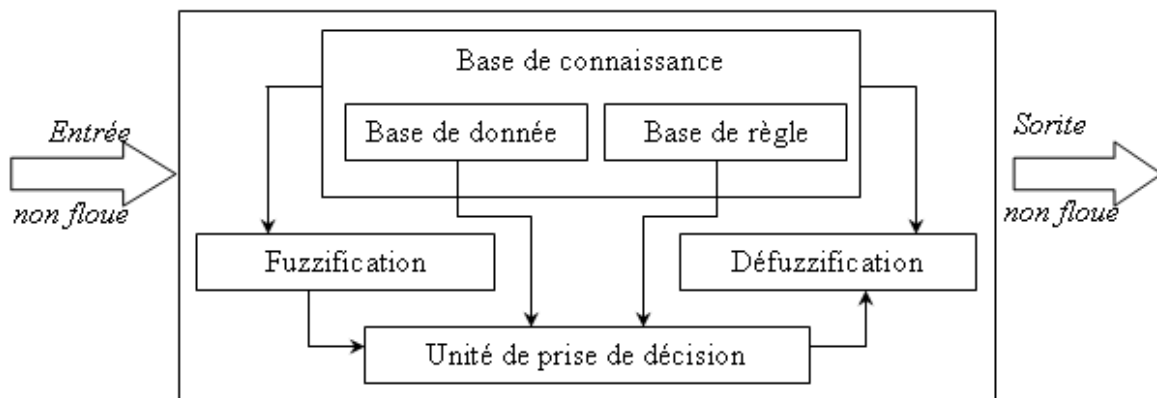 Base de connaissance
Base de donnée
Base de règle
Entrée
non floue
Sorite
non floue
Fuzzification
Défuzzification
Unité de prise de décision